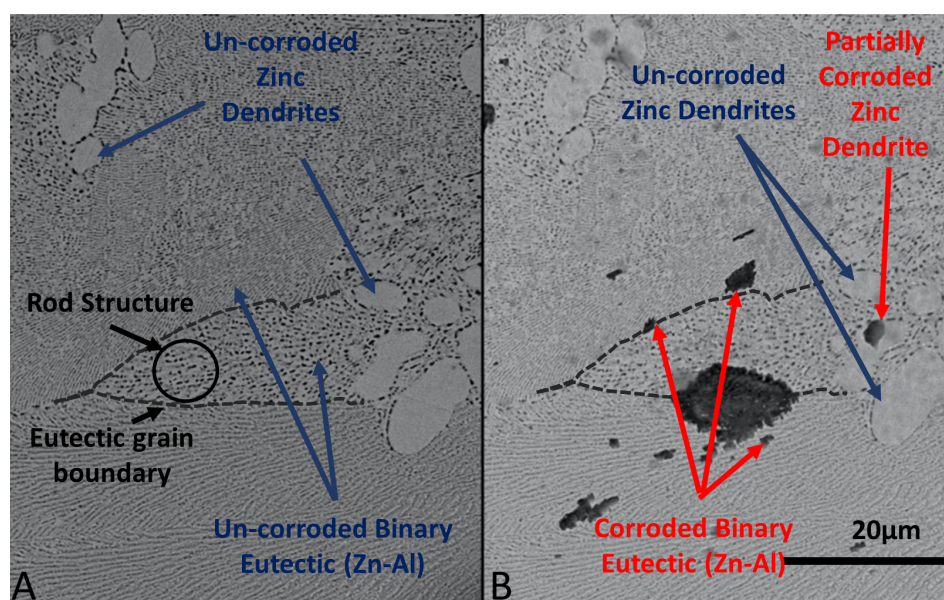 Un-corroded
Zinc
Dendrites
Rod Structure
Eutectic grain
boundary
Un-corroded Binary
Eutectic (Zn-Al)
A
Un-corroded
Zinc Dendrites
Partially
Corroded
Zinc
Dendrite
Corroded Binary
Eutectic (Zn-Al)
20μm
B